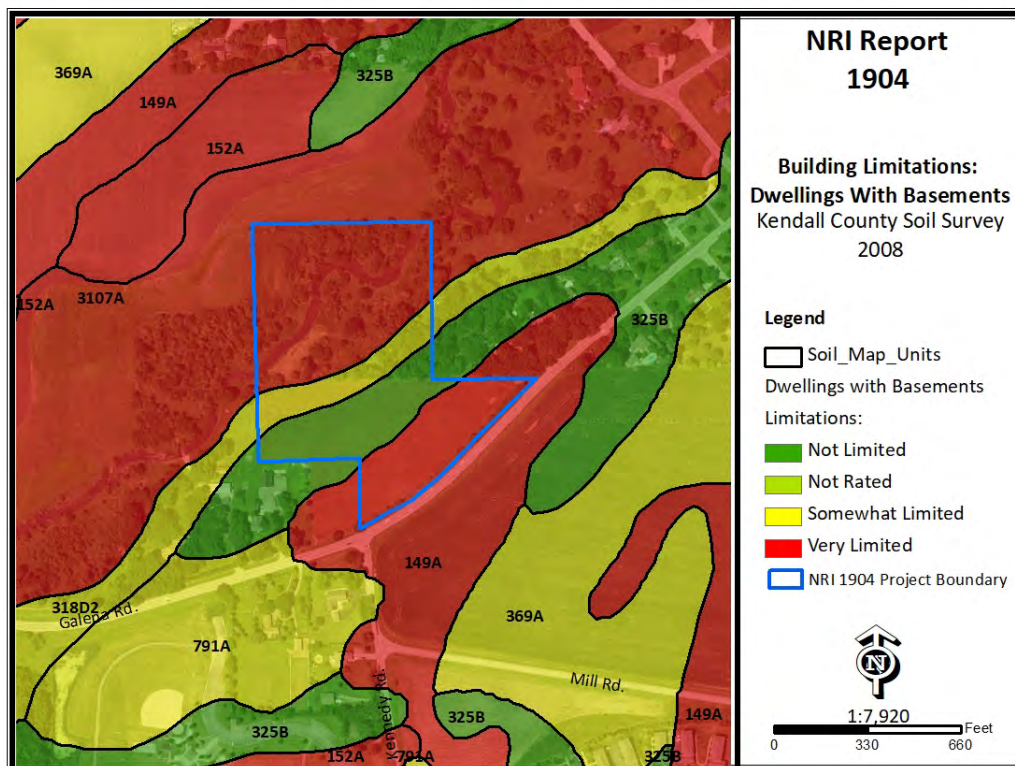 369A
325B
149A
152A
152A
3107A
325B
149A
369A
318D2
Galena Rd.
791A
Mill Rd.
Kennedy Rd.
325B
325B
149A
152A
791A
325B
NRI Report
1904
Building Limitations:
Dwellings With Basements
Kendall County Soil Survey
2008
Legend
Soil_Map_Units
Dwellings with Basements
Limitations:
Not Limited
Not Rated
Somewhat Limited
Very Limited
NRI 1904 Project Boundary
N
1:7,920
Feet
0 330 660